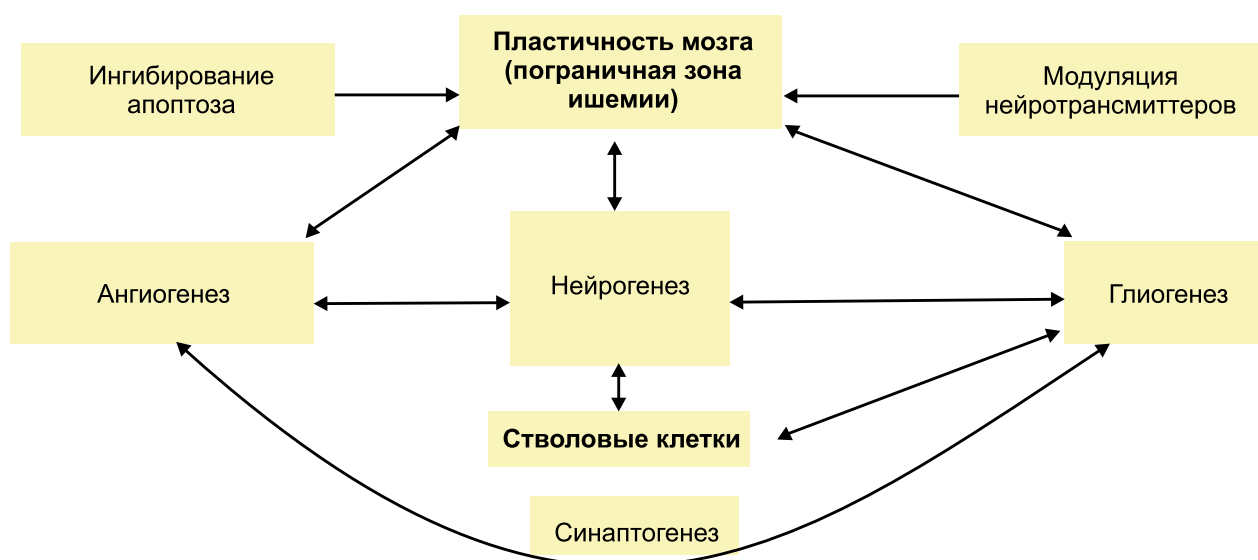 Пластичность мозга
(пограничная зона
ишемии)
Ингибирование
апоптоза
Модуляция
нейротрансмиттеров
Ангиогенез
Нейрогенез
Глиогенез
Стволовые клетки
Синаптогенез